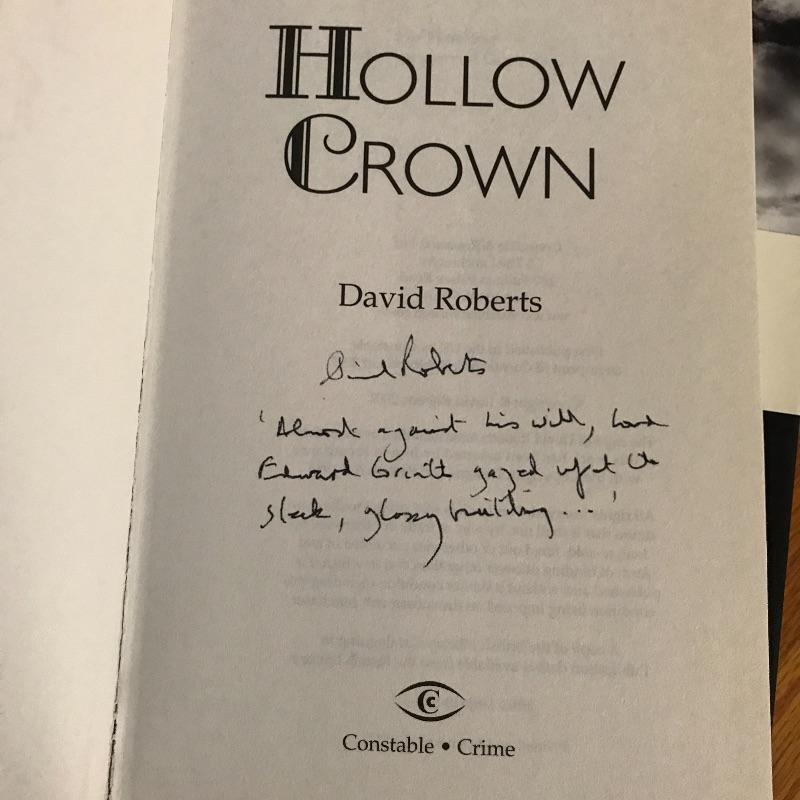 HOLLOW
CROWN
David Roberts
David Roberts
'Almost against his will, Lord
Edward Corinth gazed up at the
sleek, glossy building...'
C
Constable • Crime